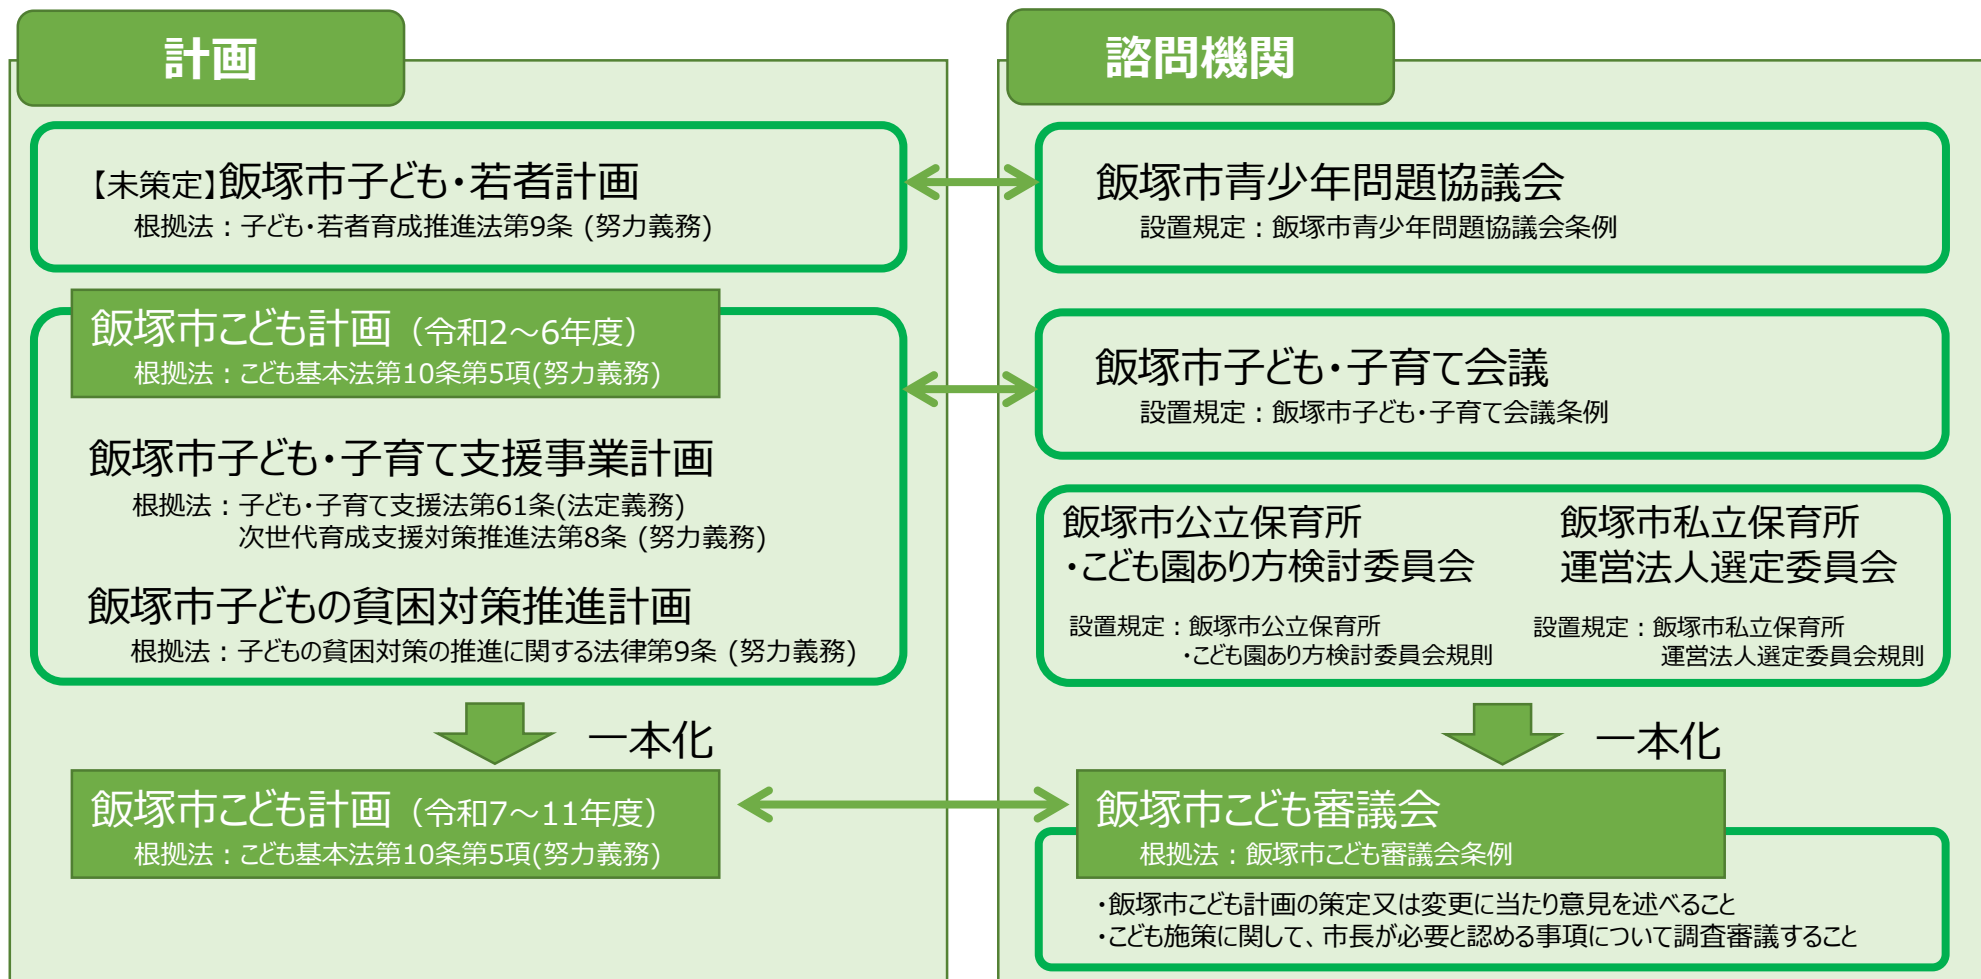 計画
【未策定】飯塚市子ども・若者計画
根拠法：子ども・若者育成推進法第9条 (努力義務)
飯塚市こども計画（令和2～6年度）
根拠法：こども基本法第10条第5項(努力義務)
飯塚市子ども・子育て支援事業計画
根拠法：子ども・子育て支援法第61条(法定義務)
次世代育成支援対策推進法第8条 (努力義務)
飯塚市子どもの貧困対策推進計画
根拠法：子どもの貧困対策の推進に関する法律第9条 (努力義務)
一本化
飯塚市こども計画（令和7～11年度）
根拠法：こども基本法第10条第5項(努力義務)
諮問機関
飯塚市青少年問題協議会
設置規定：飯塚市青少年問題協議会条例
飯塚市子ども・子育て会議
設置規定：飯塚市子ども・子育て会議条例
飯塚市公立保育所
・こども園あり方検討委員会
設置規定：飯塚市公立保育所
・こども園あり方検討委員会規則
飯塚市私立保育所
運営法人選定委員会
設置規定：飯塚市私立保育所
運営法人選定委員会規則
一本化
飯塚市こども審議会
根拠法：飯塚市こども審議会条例
・飯塚市こども計画の策定又は変更に当たり意見を述べること
・こども施策に関して、市長が必要と認める事項について調査審議すること